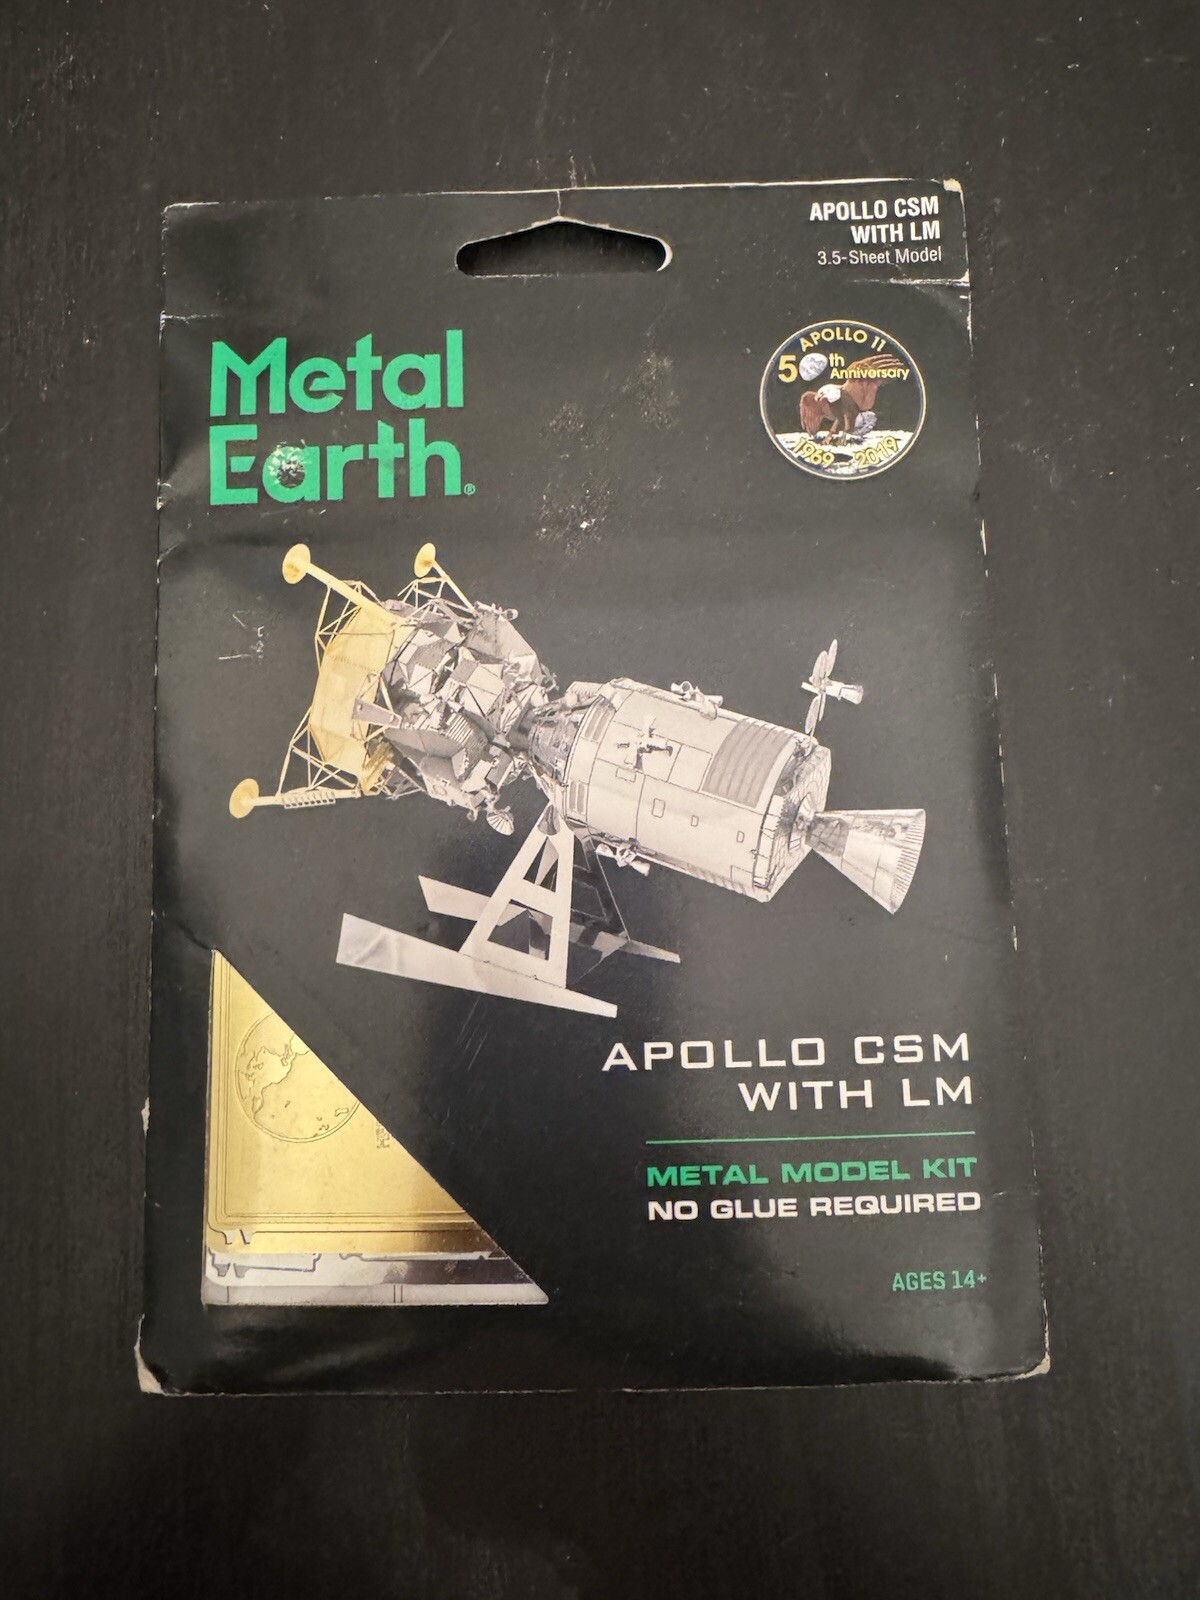 APOLLO CSM
WITH LM
3.5-Sheet Model
Metal
Earth®
APOLLO 11
50th
Anniversary
1969 2019
APOLLO CSM
WITH LM
METAL MODEL KIT
NO GLUE REQUIRED
AGES 14+